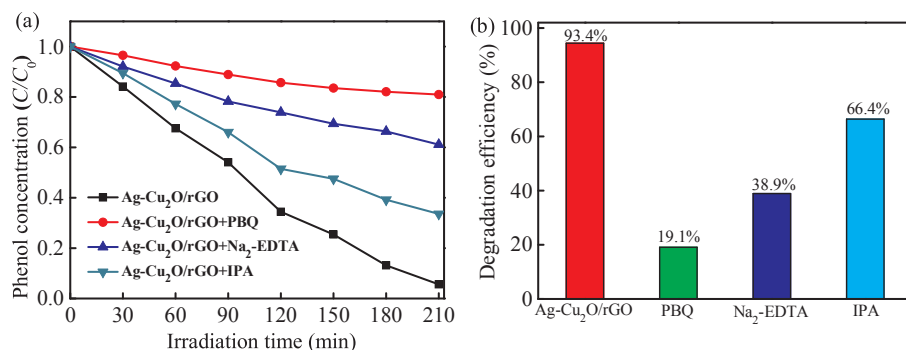 (a)
Phenol concentration (C/C₀)
1.0
0.8
0.6
0.4
0.2
0.0
Ag-Cu₂O/rGO
Ag-Cu₂O/rGO+PBQ
Ag-Cu₂O/rGO+Na₂-EDTA
Ag-Cu₂O/rGO+IPA
0 30 60 90 120 150 180 210
Irradiation time (min)
(b)
Degradation efficiency (%)
100
80
60
40
20
0
93.4%
19.1%
38.9%
66.4%
Ag-Cu₂O/rGO PBQ Na₂-EDTA IPA